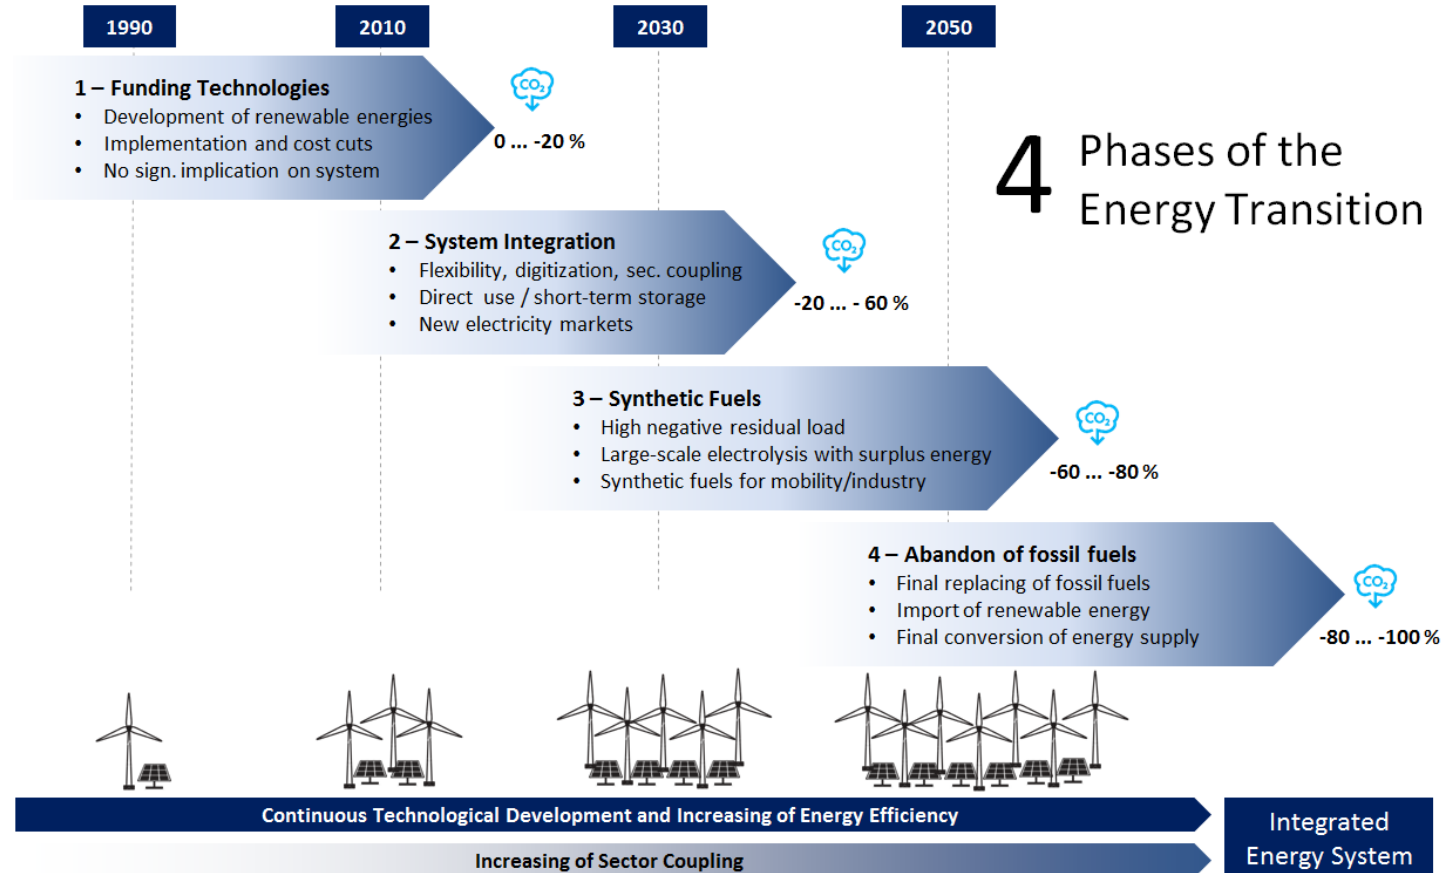 1990
2010
2030
2050
1 – Funding Technologies
• Development of renewable energies
• Implementation and cost cuts
• No sign. implication on system
CO2
0 ... -20 %
4 Phases of the
Energy Transition
2 – System Integration
• Flexibility, digitization, sec. coupling
• Direct use / short-term storage
• New electricity markets
CO2
-20 ... - 60 %
3 – Synthetic Fuels
• High negative residual load
• Large-scale electrolysis with surplus energy
• Synthetic fuels for mobility/industry
CO2
-60 ... -80 %
4 – Abandon of fossil fuels
• Final replacing of fossil fuels
• Import of renewable energy
• Final conversion of energy supply
CO2
-80 ... -100 %
Continuous Technological Development and Increasing of Energy Efficiency
Increasing of Sector Coupling
Integrated
Energy System